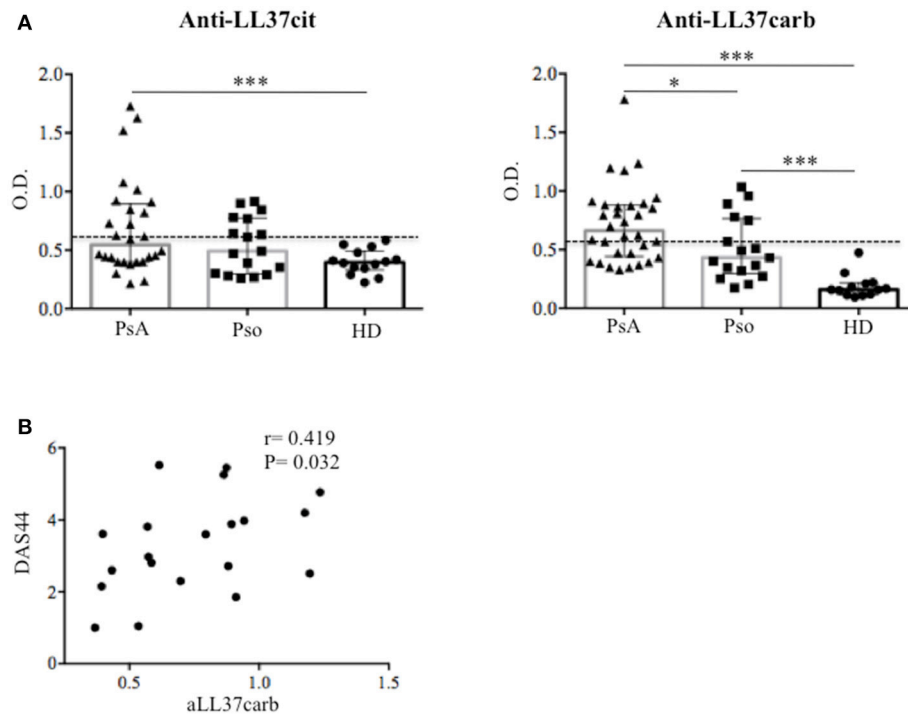 A
Anti-LL37cit
Anti-LL37carb
***
***
*
***
2.0
1.5
1.0
0.5
0.0
O.D.
PsA
Pso
HD
2.0
1.5
1.0
0.5
0.0
O.D.
PsA
Pso
HD
B
r= 0.419
P= 0.032
6
4
2
0
DAS44
0.5
1.0
1.5
aLL37carb